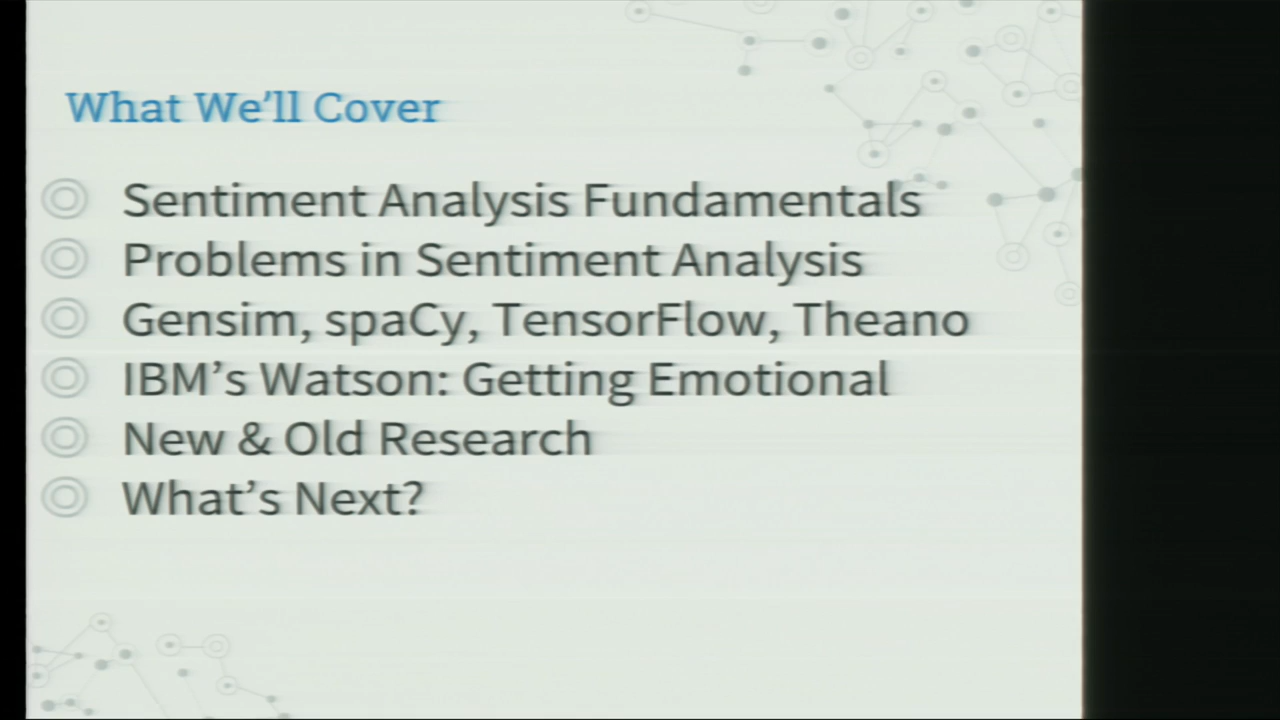 What We'll Cover
Sentiment Analysis Fundamentals
Problems in Sentiment Analysis
Gensim, spaCy, TensorFlow, Theano
IBM's Watson: Getting Emotional
New & Old Research
What's Next?